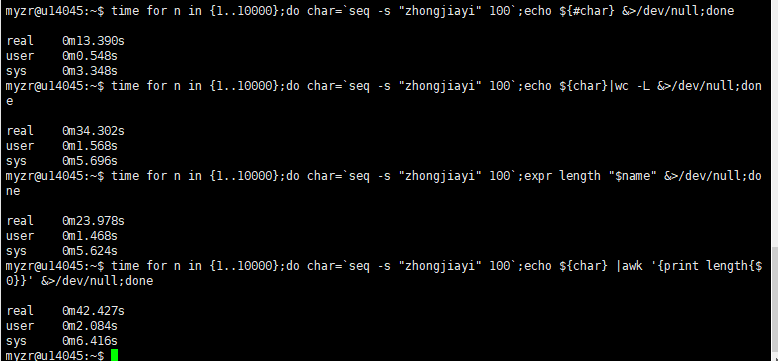 myzr@u14045:~$ time for n in {1..10000};do char=`seq -s "zhongjiayi" 100`;echo ${#char} &>/dev/null;done
real    0m13.390s
user    0m0.548s
sys     0m3.348s
myzr@u14045:~$ time for n in {1..10000};do char=`seq -s "zhongjiayi" 100`;echo ${char}|wc -L &>/dev/null;don
e
real    0m34.302s
user    0m1.568s
sys     0m5.696s
myzr@u14045:~$ time for n in {1..10000};do char=`seq -s "zhongjiayi" 100`;expr length "$name" &>/dev/null;do
ne
real    0m23.978s
user    0m1.468s
sys     0m5.624s
myzr@u14045:~$ time for n in {1..10000};do char=`seq -s "zhongjiayi" 100`;echo ${char} |awk '{print length{$
0}}' &>/dev/null;done
real    0m42.427s
user    0m2.084s
sys     0m6.416s
myzr@u14045:~$